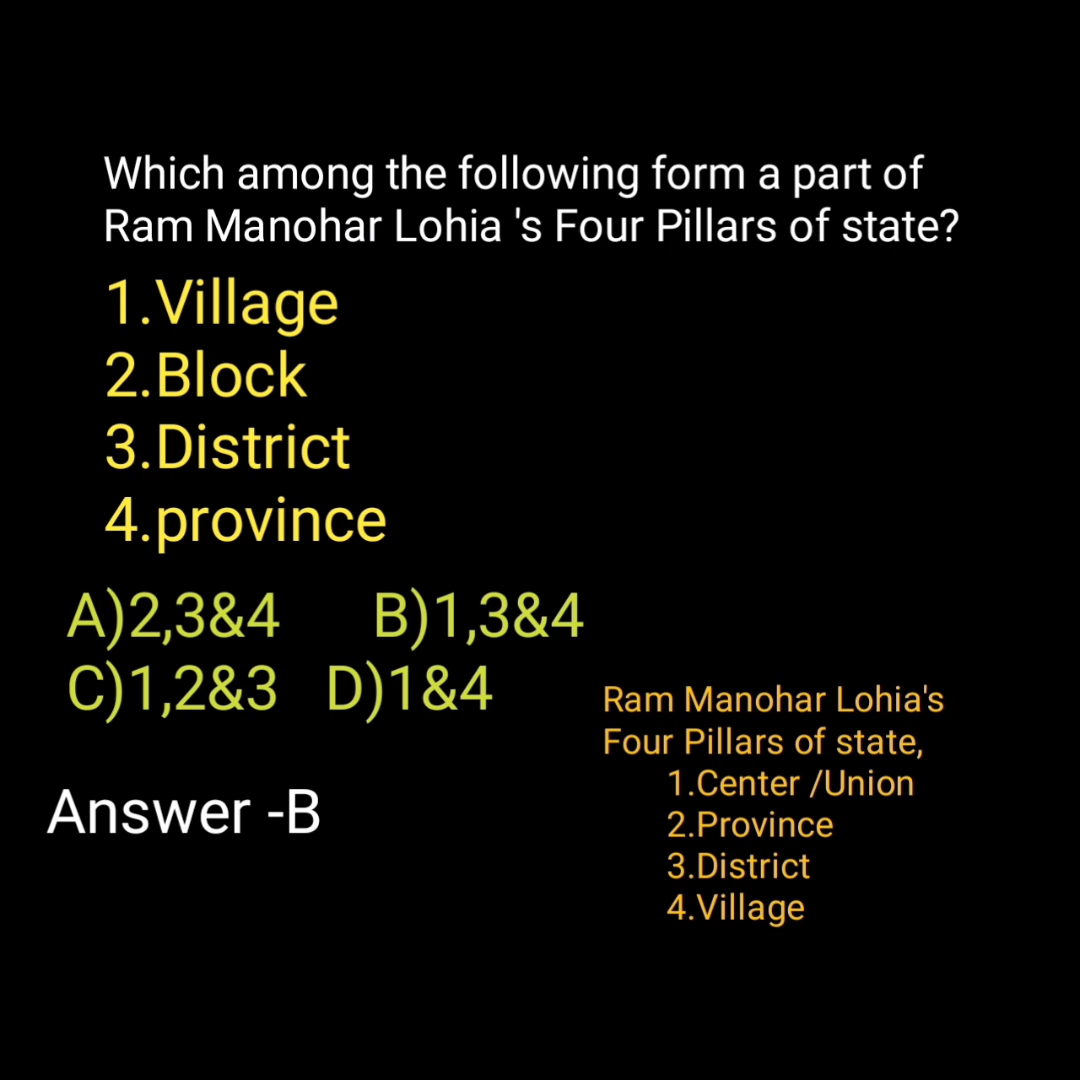 Which among the following form a part of
Ram Manohar Lohia 's Four Pillars of state?
1.Village
2.Block
3.District
4.province
A)2,3&4 B)1,3&4
C)1,2&3 D)1&4
Answer -B
Ram Manohar Lohia's
Four Pillars of state,
1.Center /Union
2.Province
3.District
4.Village